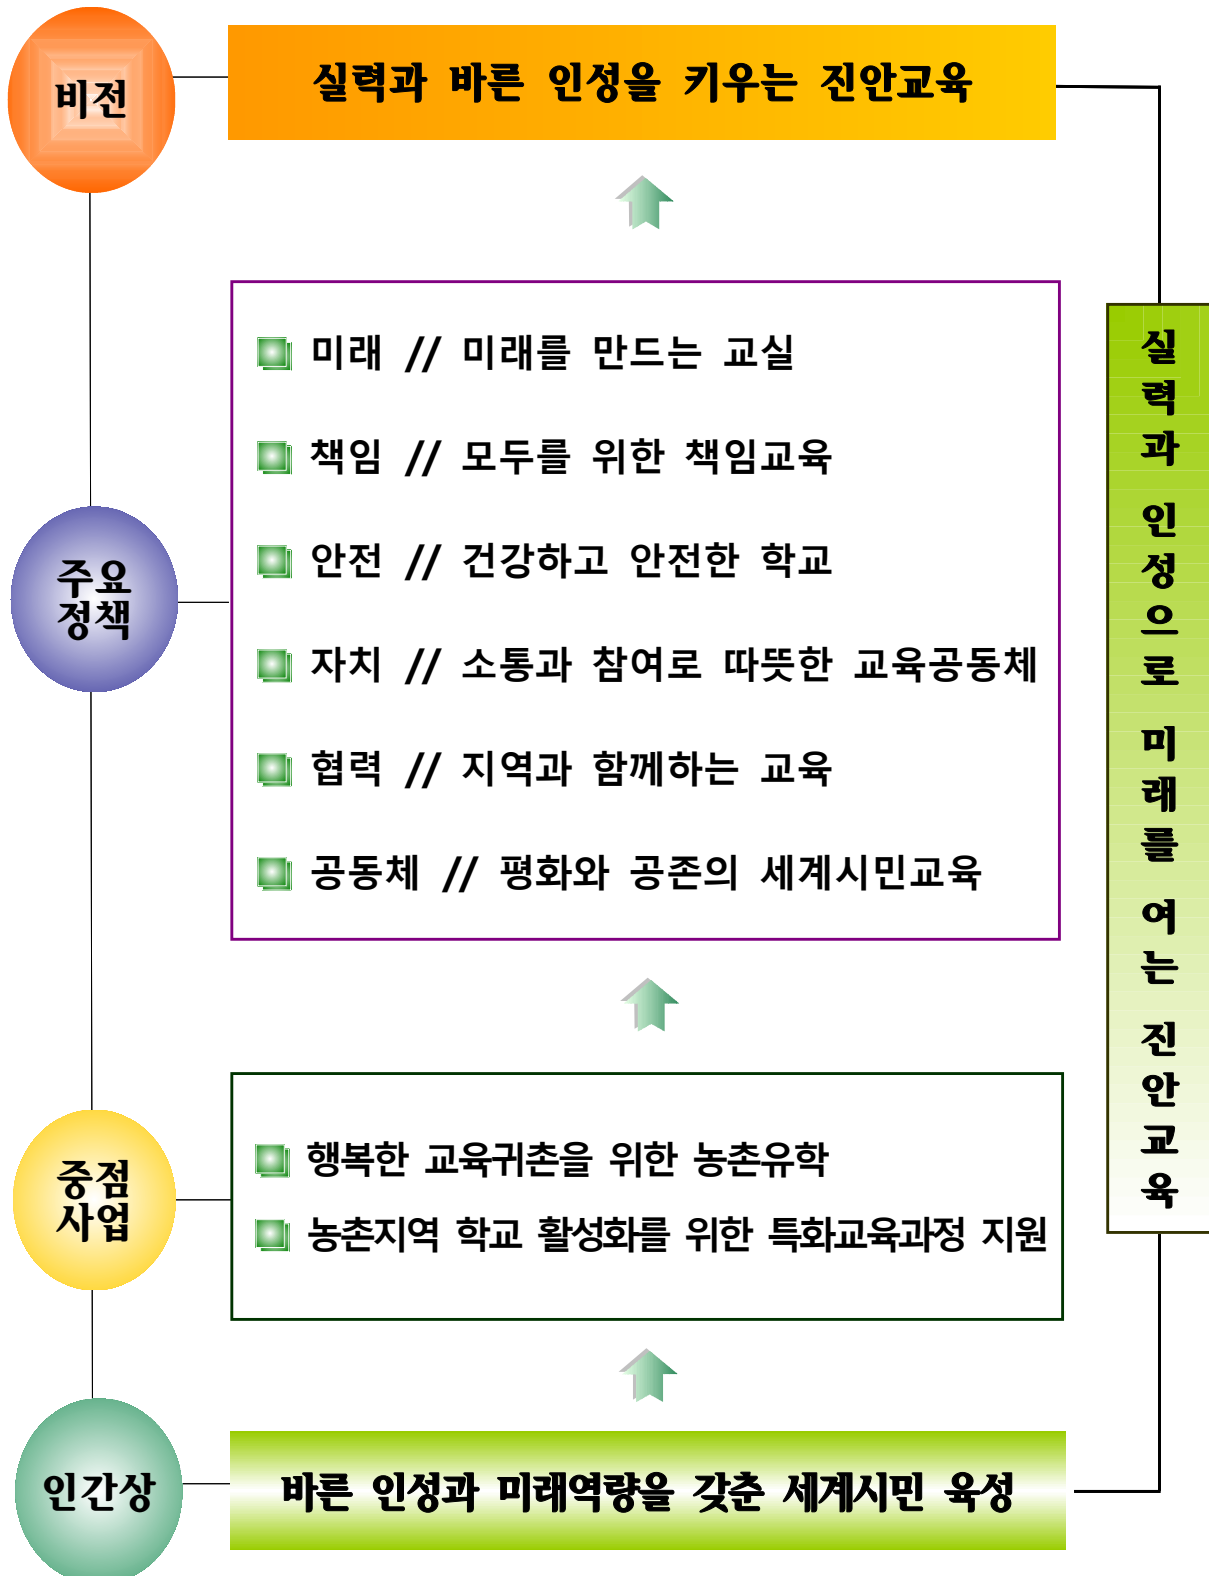 비전
실력과 바른 인성을 키우는 진안교육
주요
정책
미래 // 미래를 만드는 교실
책임 // 모두를 위한 책임교육
안전 // 건강하고 안전한 학교
자치 // 소통과 참여로 따뜻한 교육공동체
협력 // 지역과 함께하는 교육
공동체 // 평화와 공존의 세계시민교육
중점
사업
행복한 교육귀촌을 위한 농촌유학
농촌지역 학교 활성화를 위한 특화교육과정 지원
인간상
바른 인성과 미래역량을 갖춘 세계시민 육성
실력과 인성으로 미래를 여는 진안교육